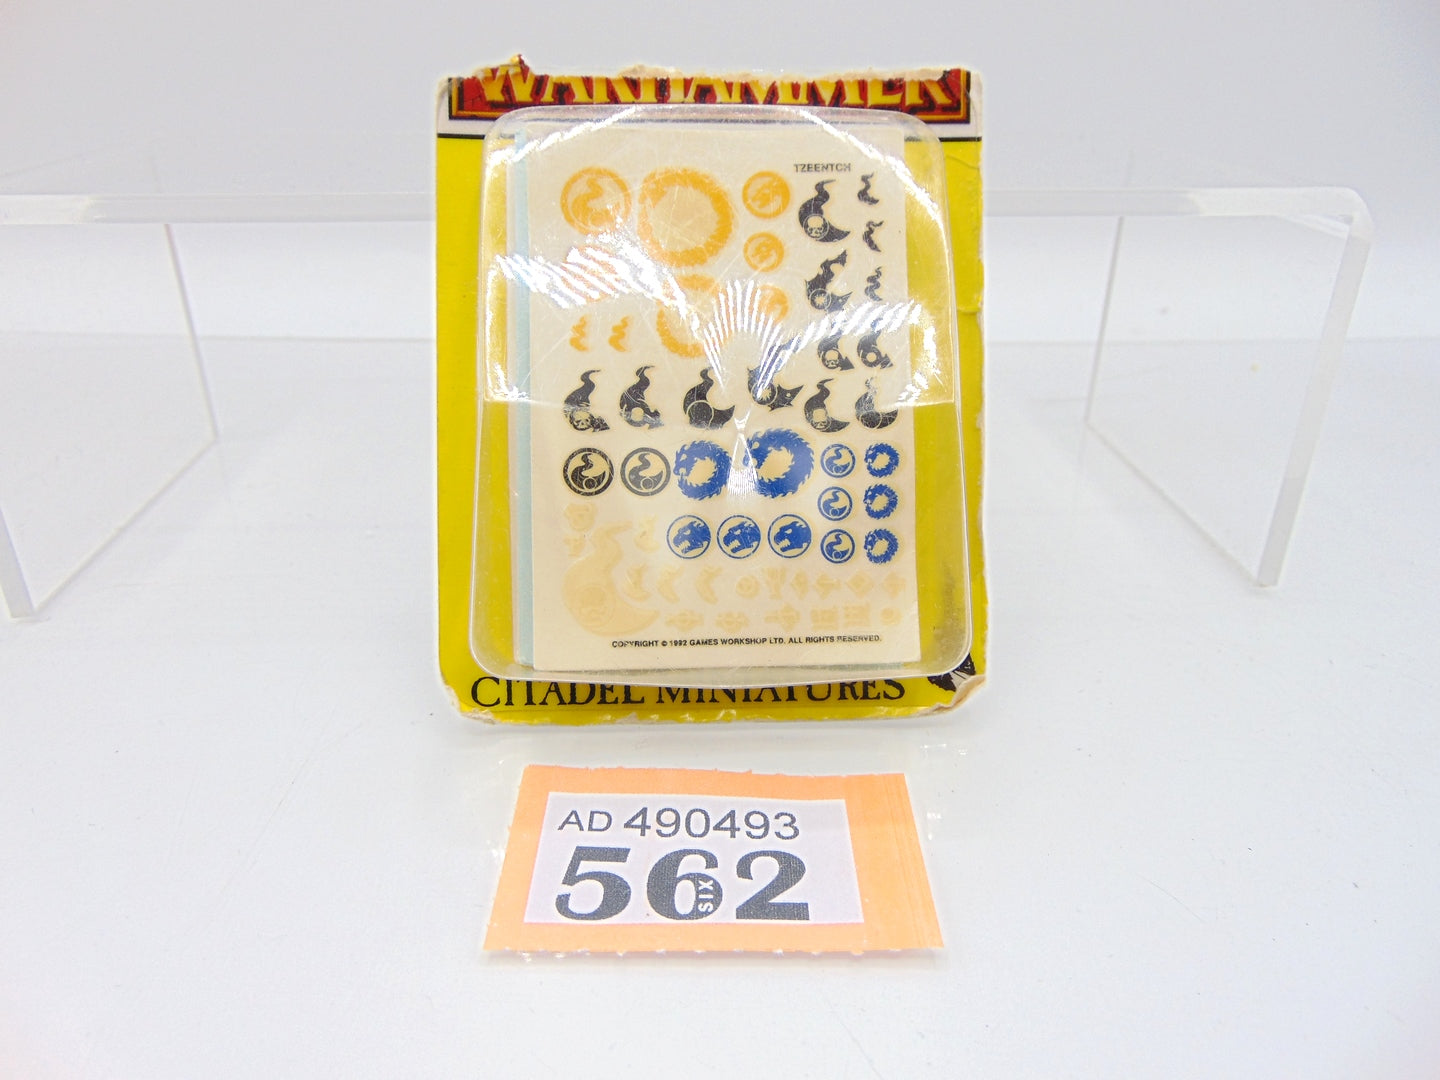 WARHAMMER
TZEENTCH
COPYRIGHT © 1992 GAMES WORKSHOP LTD. ALL RIGHTS RESERVED.
CITADEL MINIATURES
AD 490493
562
SIX